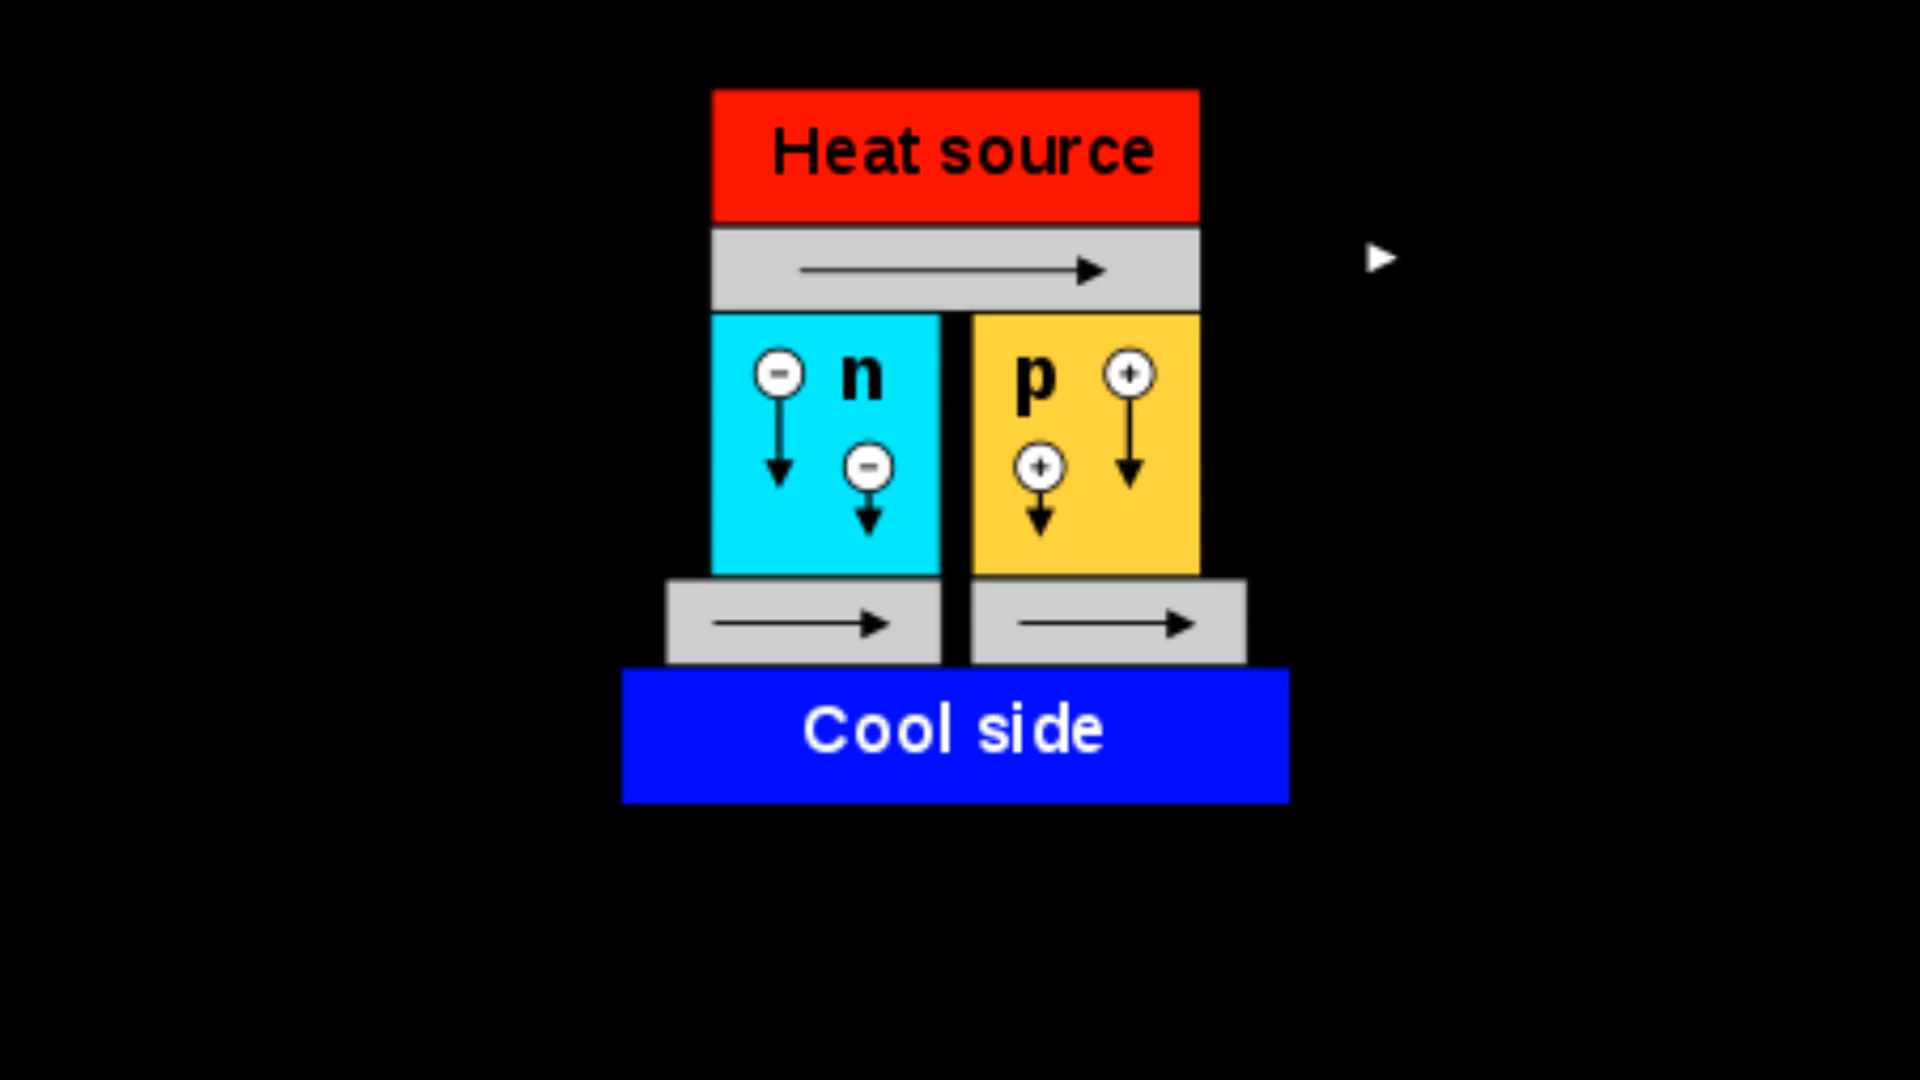 Heat source
n p
- - + +
Cool side